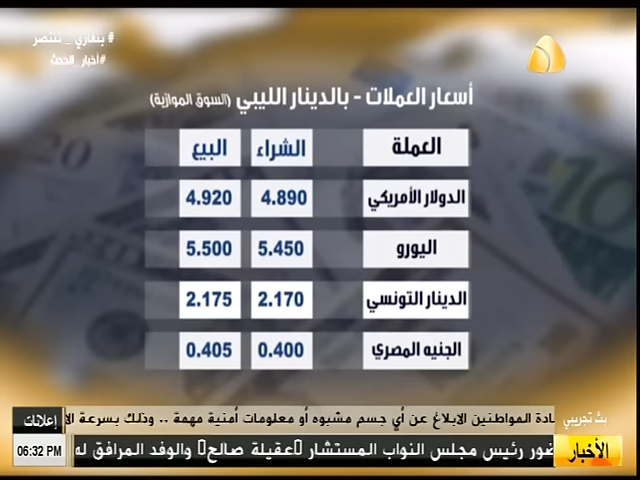 #بنغازي_تنتصر
#أخبار_الحدث
أسعار العملات - بالدينار الليبي (السوق الموازية)
العملة الشراء البيع
الدولار الأمريكي 4.890 4.920
اليورو 5.450 5.500
الدينار التونسي 2.170 2.175
الجنيه المصري 0.400 0.405
بث تجريبي ادة المواطنين الابلاغ عن أي جسم مشبوه أو معلومات أمنية مهمة .. وذلك بسرعة الا إعلانات
الأخبار ضور رئيس مجلس النواب المستشار عقيلة صالح والوفد المرافق له 06:32 PM